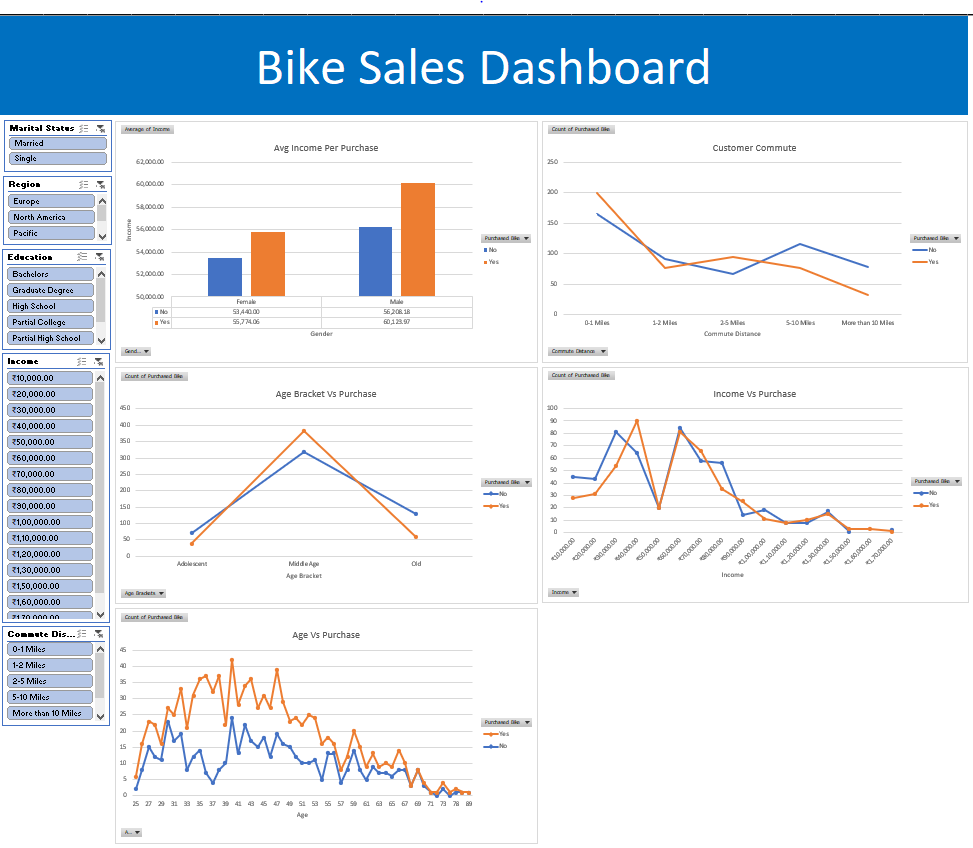 Bike Sales Dashboard
Marital Status
Married
Single
Region
Europe
North America
Pacific
Education
Bachelors
Graduate Degree
High School
Partial College
Partial High School
Income
₹10,000.00
₹20,000.00
₹30,000.00
₹40,000.00
₹50,000.00
₹60,000.00
₹70,000.00
₹80,000.00
₹90,000.00
₹1,00,000.00
₹1,10,000.00
₹1,20,000.00
₹1,30,000.00
₹1,50,000.00
₹1,60,000.00
₹1,70,000.00
Commute Dis...
0-1 Miles
1-2 Miles
2-5 Miles
5-10 Miles
More than 10 Miles
Average of Income
Avg Income Per Purchase
62,000.00
60,000.00
58,000.00
56,000.00
54,000.00
52,000.00
50,000.00
Income
Female Male
No 53,440.00 56,208.18
Yes 55,774.06 60,123.97
Gender
Purchased Bike
No
Yes
Gend...
Count of Purchased Bike
Customer Commute
250
200
150
100
50
0
0-1 Miles 1-2 Miles 2-5 Miles 5-10 Miles More than 10 Miles
Commute Distance
Purchased Bike
No
Yes
Commute Distance
Count of Purchased Bike
Age Bracket Vs Purchase
450
400
350
300
250
200
150
100
50
0
Adolescent Middle Age Old
Age Bracket
Purchased Bike
No
Yes
Age Brackets
Count of Purchased Bike
Income Vs Purchase
100
90
80
70
60
50
40
30
20
10
0
₹10,000.00 ₹20,000.00 ₹30,000.00 ₹40,000.00 ₹50,000.00 ₹60,000.00 ₹70,000.00 ₹80,000.00 ₹90,000.00 ₹1,00,000.00 ₹1,10,000.00 ₹1,20,000.00 ₹1,30,000.00 ₹1,50,000.00 ₹1,60,000.00 ₹1,70,000.00
Income
Purchased Bike
No
Yes
Income
Count of Purchased Bike
Age Vs Purchase
45
40
35
30
25
20
15
10
5
0
25 27 29 31 33 35 37 39 41 43 45 47 49 51 53 55 57 59 61 63 65 67 69 71 73 78 89
Age
Purchased Bike
Yes
No
A...